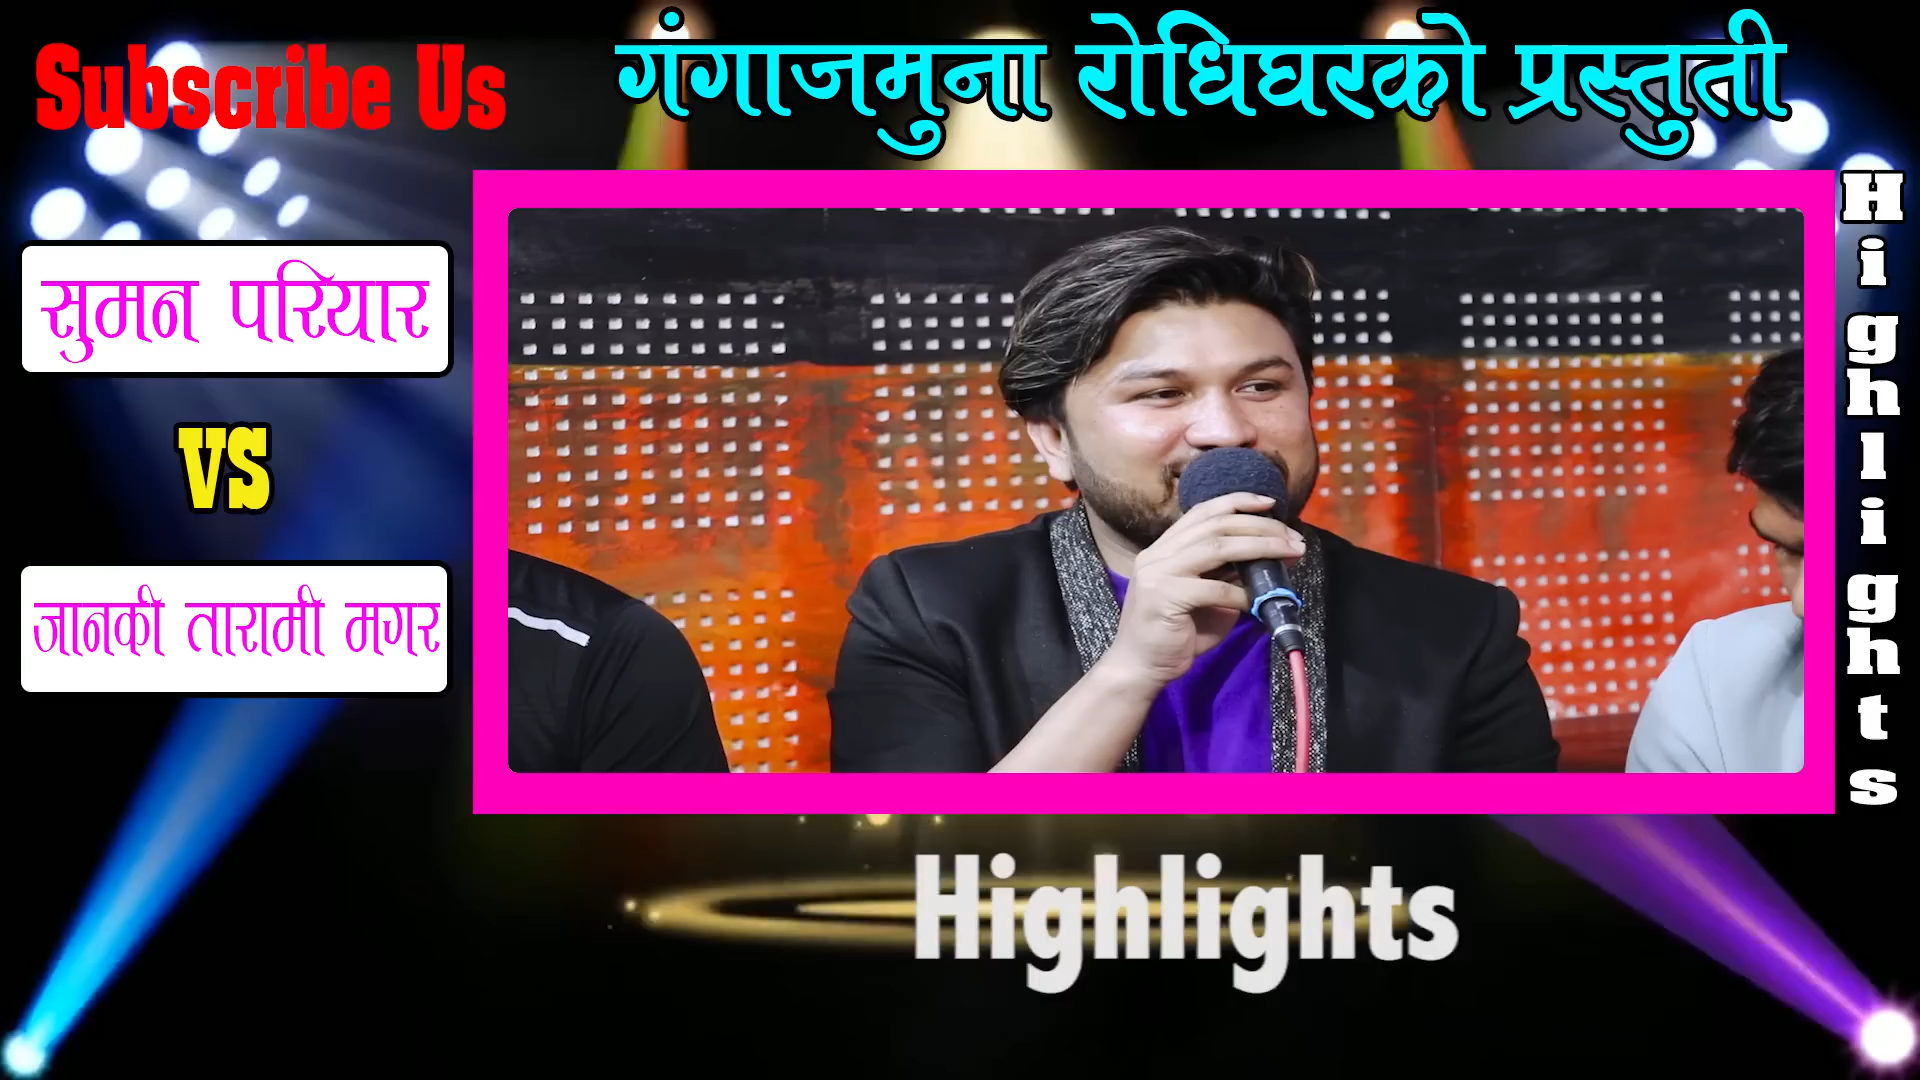 Subscribe Us
गंगाजमुना रोधिघरको प्रस्तुती
सुमन परियार
VS
जानकी तारामी मगर
Highlights
Highlights